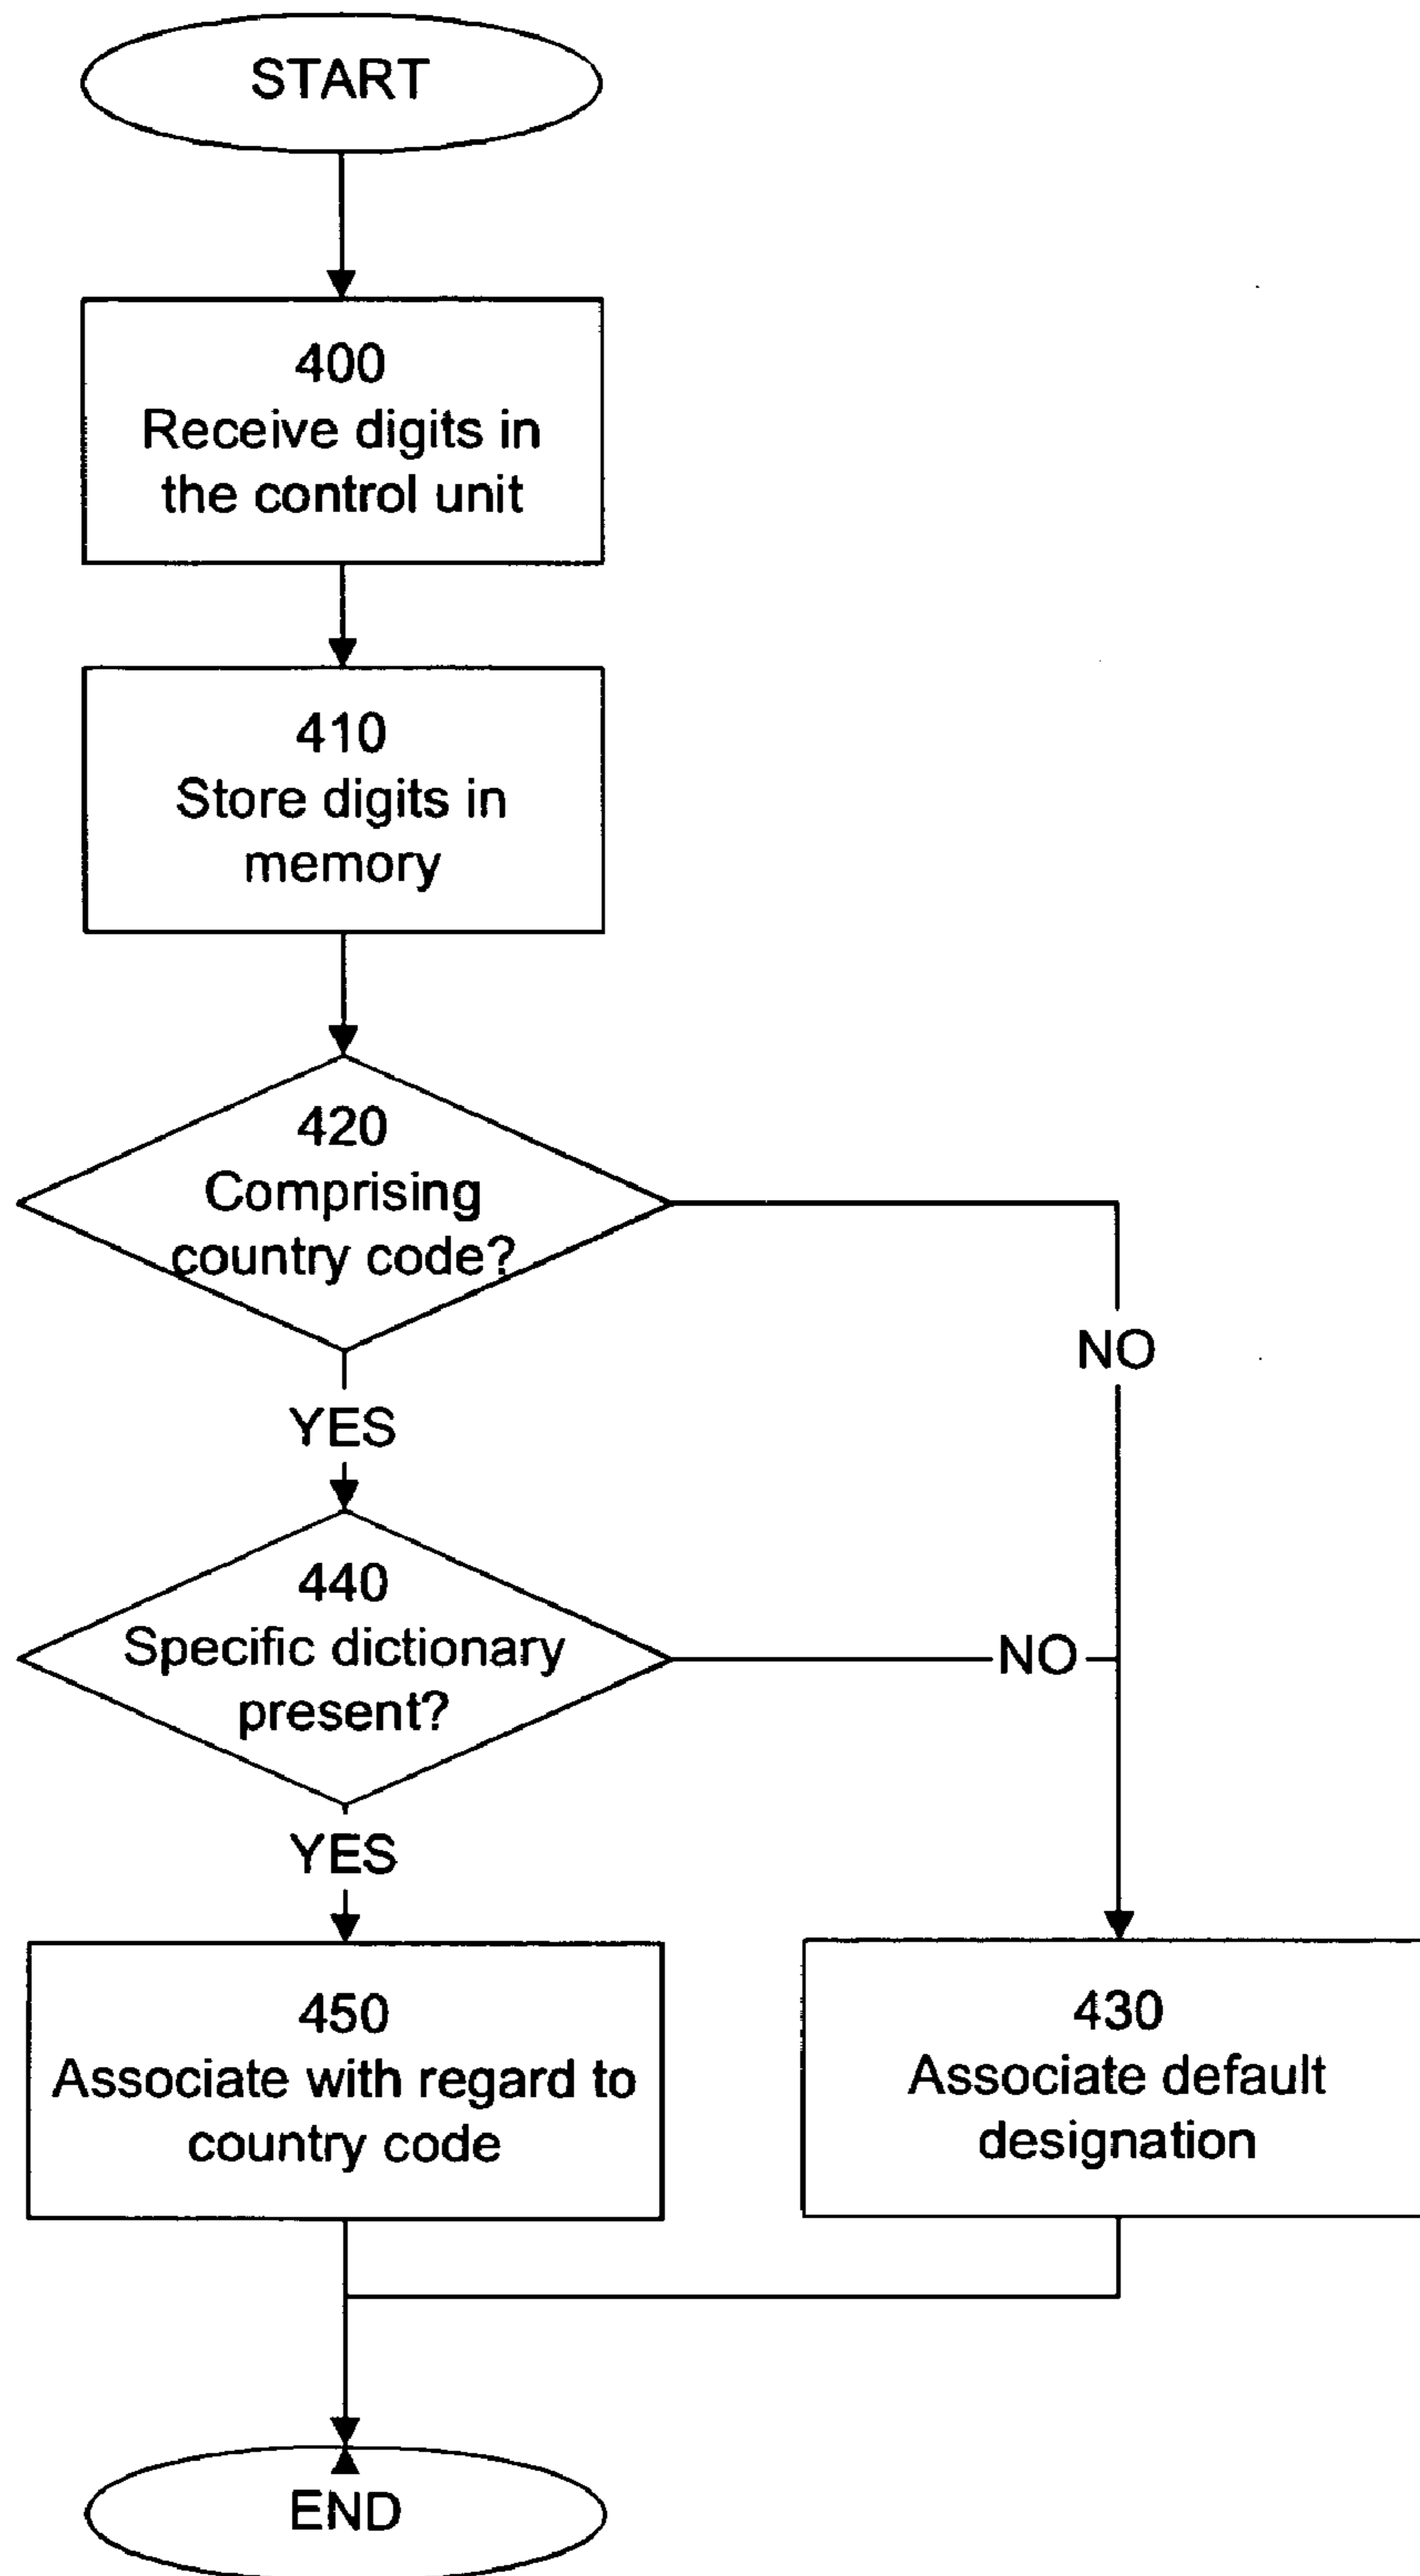 START
400
Receive digits in
the control unit
410
Store digits in
memory
420
Comprising
country code?
NO
YES
440
Specific dictionary
present?
NO
YES
450
Associate with regard to
country code
430
Associate default
designation
END